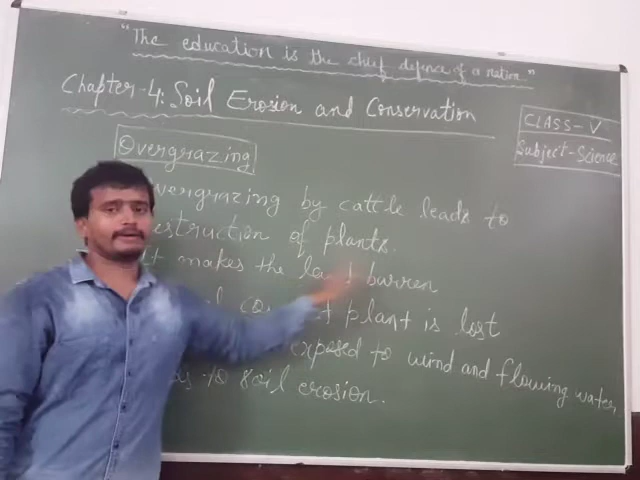 "The education is the chief defence of a nation"
Chapter-4: Soil Erosion and Conservation
CLASS-V
Subject-Science
Overgrazing
vergrazing by cattle leads to
struction of plants.
It makes the land burren
plant is lost
exposed to wind and flowing water,
to soil erosion.